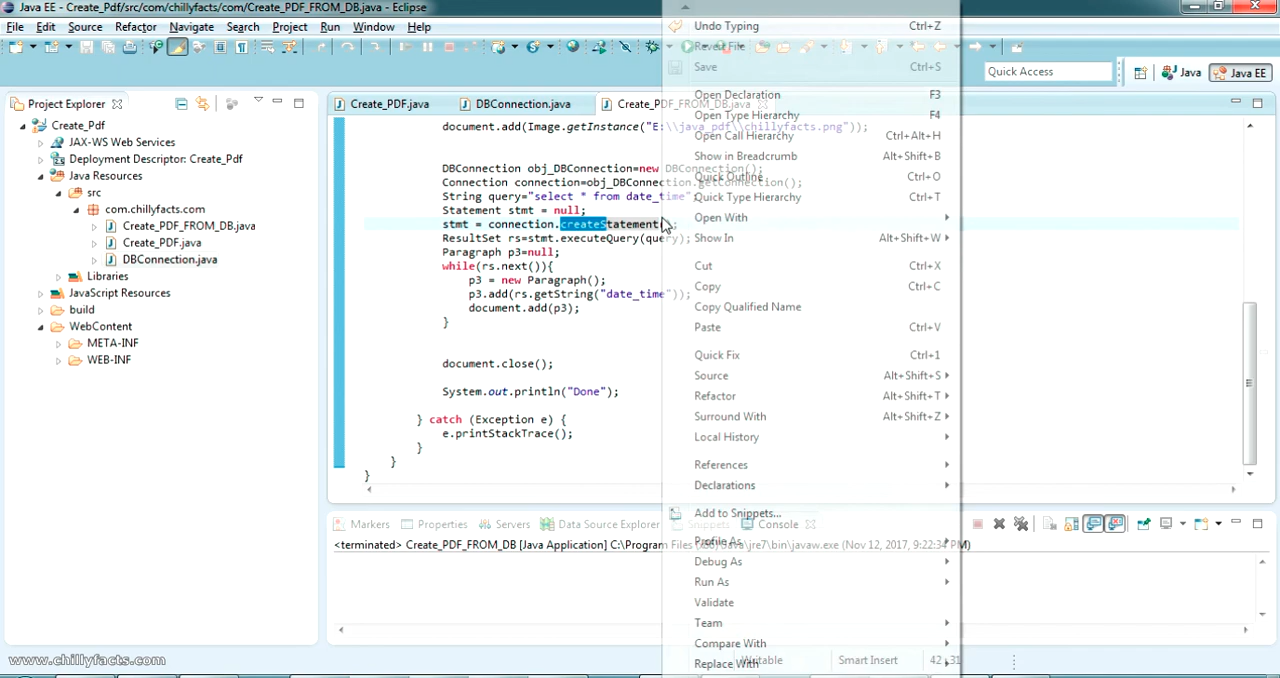 Java EE - Create_Pdf/src/com/chillyfacts/com/Create_PDF_FROM_DB.java - Eclipse
File Edit Source Refactor Navigate Search Project Run Window Help
Quick Access
Java
Java EE
Project Explorer
Create_Pdf
JAX-WS Web Services
Deployment Descriptor: Create_Pdf
Java Resources
src
com.chillyfacts.com
Create_PDF_FROM_DB.java
Create_PDF.java
DBConnection.java
Libraries
JavaScript Resources
build
WebContent
META-INF
WEB-INF
Create_PDF.java
DBConnection.java
Create_PDF_FROM_DB.java
document.add(Image.getInstance("E:\\java_pdf\\chillyfacts.png"));
DBConnection obj_DBConnection=new DBConnection();
Connection connection=obj_DBConnection.getConnection();
String query="select * from date_time";
Statement stmt = null;
stmt = connection.createStatement();
ResultSet rs=stmt.executeQuery(query);
Paragraph p3=null;
while(rs.next()){
p3 = new Paragraph();
p3.add(rs.getString("date_time"));
document.add(p3);
}
document.close();
System.out.println("Done");
} catch (Exception e) {
e.printStackTrace();
}
}
}
Undo Typing Ctrl+Z
Revert File
Save Ctrl+S
Open Declaration F3
Open Type Hierarchy F4
Open Call Hierarchy Ctrl+Alt+H
Show in Breadcrumb Alt+Shift+B
Quick Outline Ctrl+O
Quick Type Hierarchy Ctrl+T
Open With
Show In Alt+Shift+W
Cut Ctrl+X
Copy Ctrl+C
Copy Qualified Name
Paste Ctrl+V
Quick Fix Ctrl+1
Source Alt+Shift+S
Refactor Alt+Shift+T
Surround With Alt+Shift+Z
Local History
References
Declarations
Add to Snippets...
Profile As
Debug As
Run As
Validate
Team
Compare With
Replace With
Markers
Properties
Servers
Data Source Explorer
Snippets
Console
<terminated> Create_PDF_FROM_DB [Java Application] C:\Program Files (x86)\Java\jre7\bin\javaw.exe (Nov 12, 2017, 9:22:34 PM)
www.chillyfacts.com
Writable
Smart Insert
42 : 31